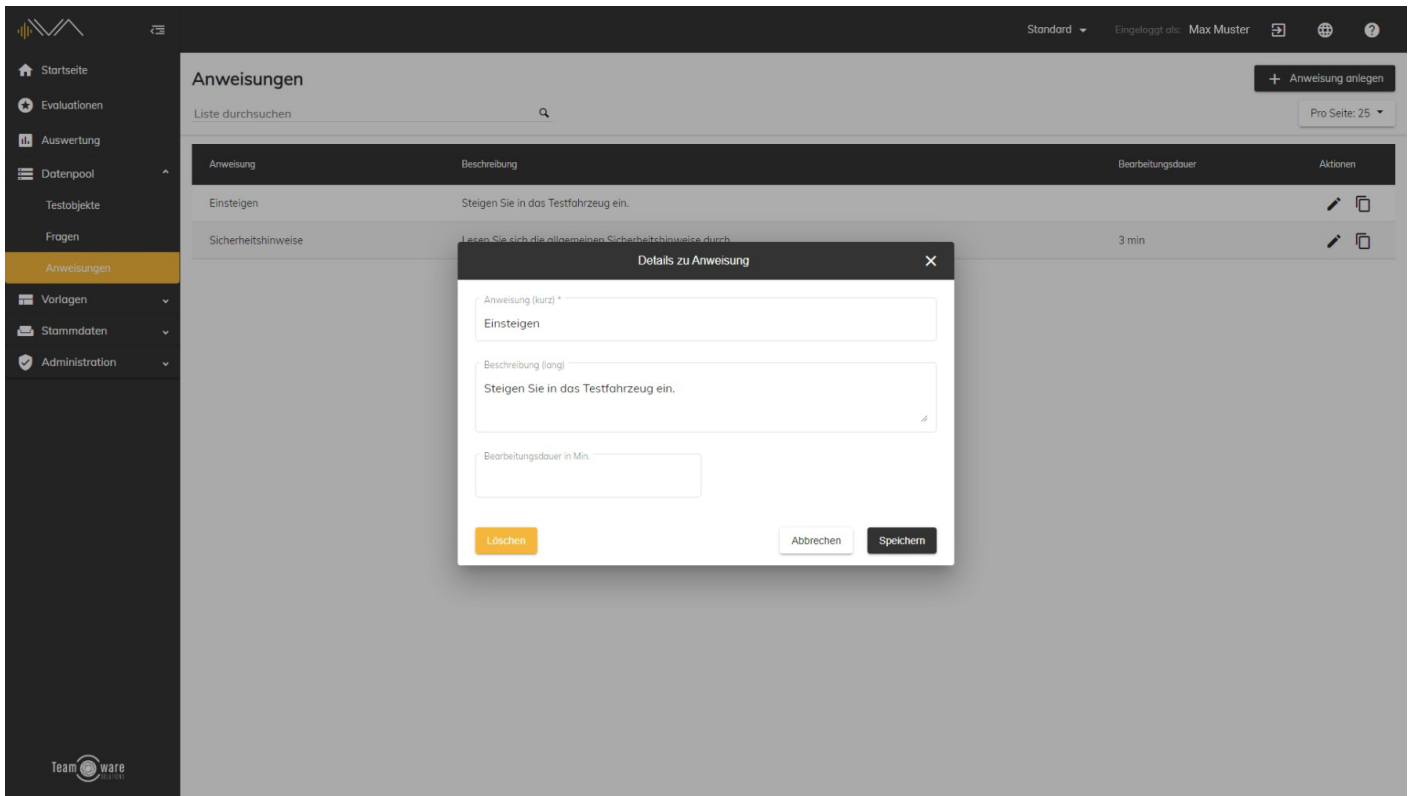 Standard
Eingeloggt als: Max Muster
Startseite
Evaluationen
Auswertung
Datenpool
Testobjekte
Fragen
Anweisungen
Vorlagen
Stammdaten
Administration
Team ware
SOLUTIONS
Anweisungen
+ Anweisung anlegen
Liste durchsuchen
Pro Seite: 25
Anweisung Beschreibung Bearbeitungsdauer Aktionen
Einsteigen Steigen Sie in das Testfahrzeug ein.
Sicherheitshinweise Lesen Sie sich die allgemeinen Sicherheitshinweise durch. 3 min
Details zu Anweisung
Anweisung (kurz) *
Einsteigen
Beschreibung (lang)
Steigen Sie in das Testfahrzeug ein.
Bearbeitungsdauer in Min.
Löschen Abbrechen Speichern